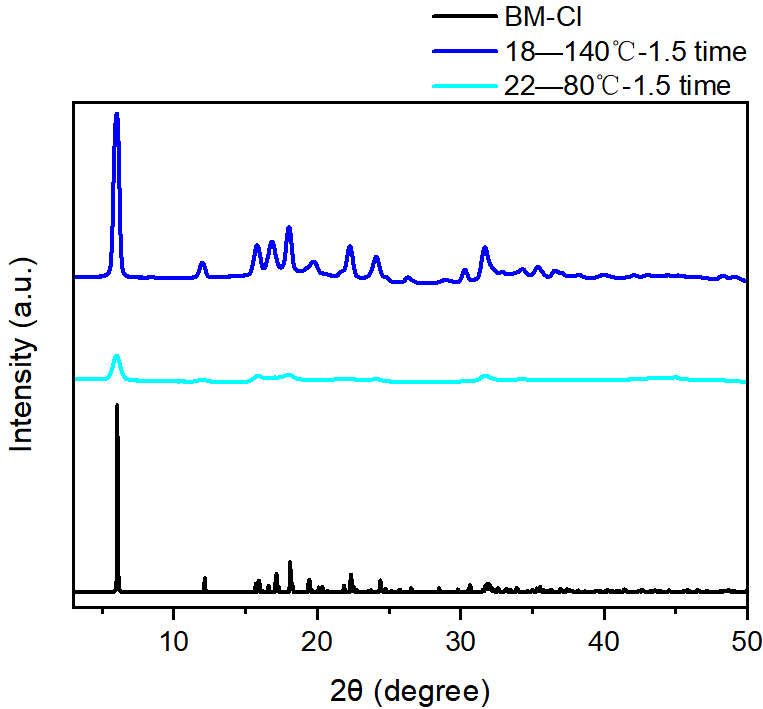 BM-Cl
18—140℃-1.5 time
22—80℃-1.5 time
Intensity (a.u.)
10 20 30 40 50
2θ (degree)